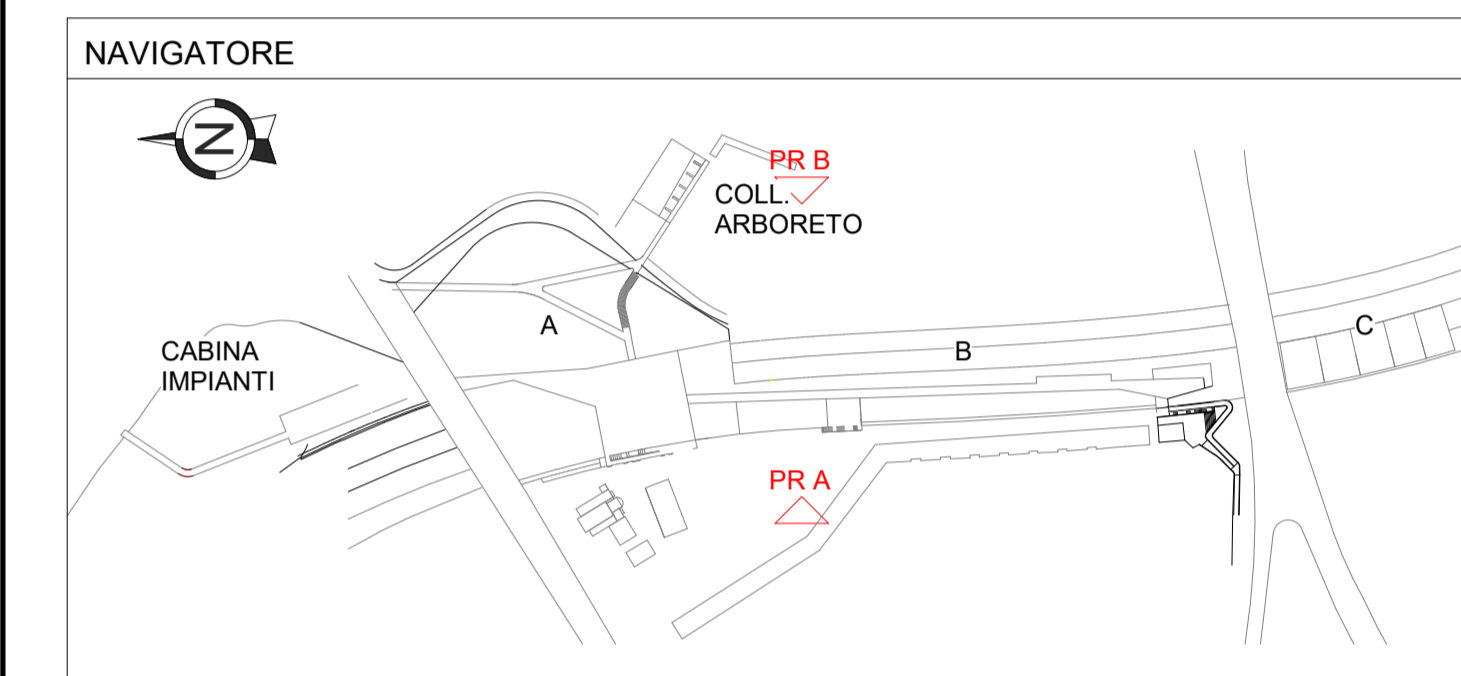 NAVIGATORE
N
PR B
COLL.
ARBORETO
A
B
C
CABINA
IMPIANTI
PR A